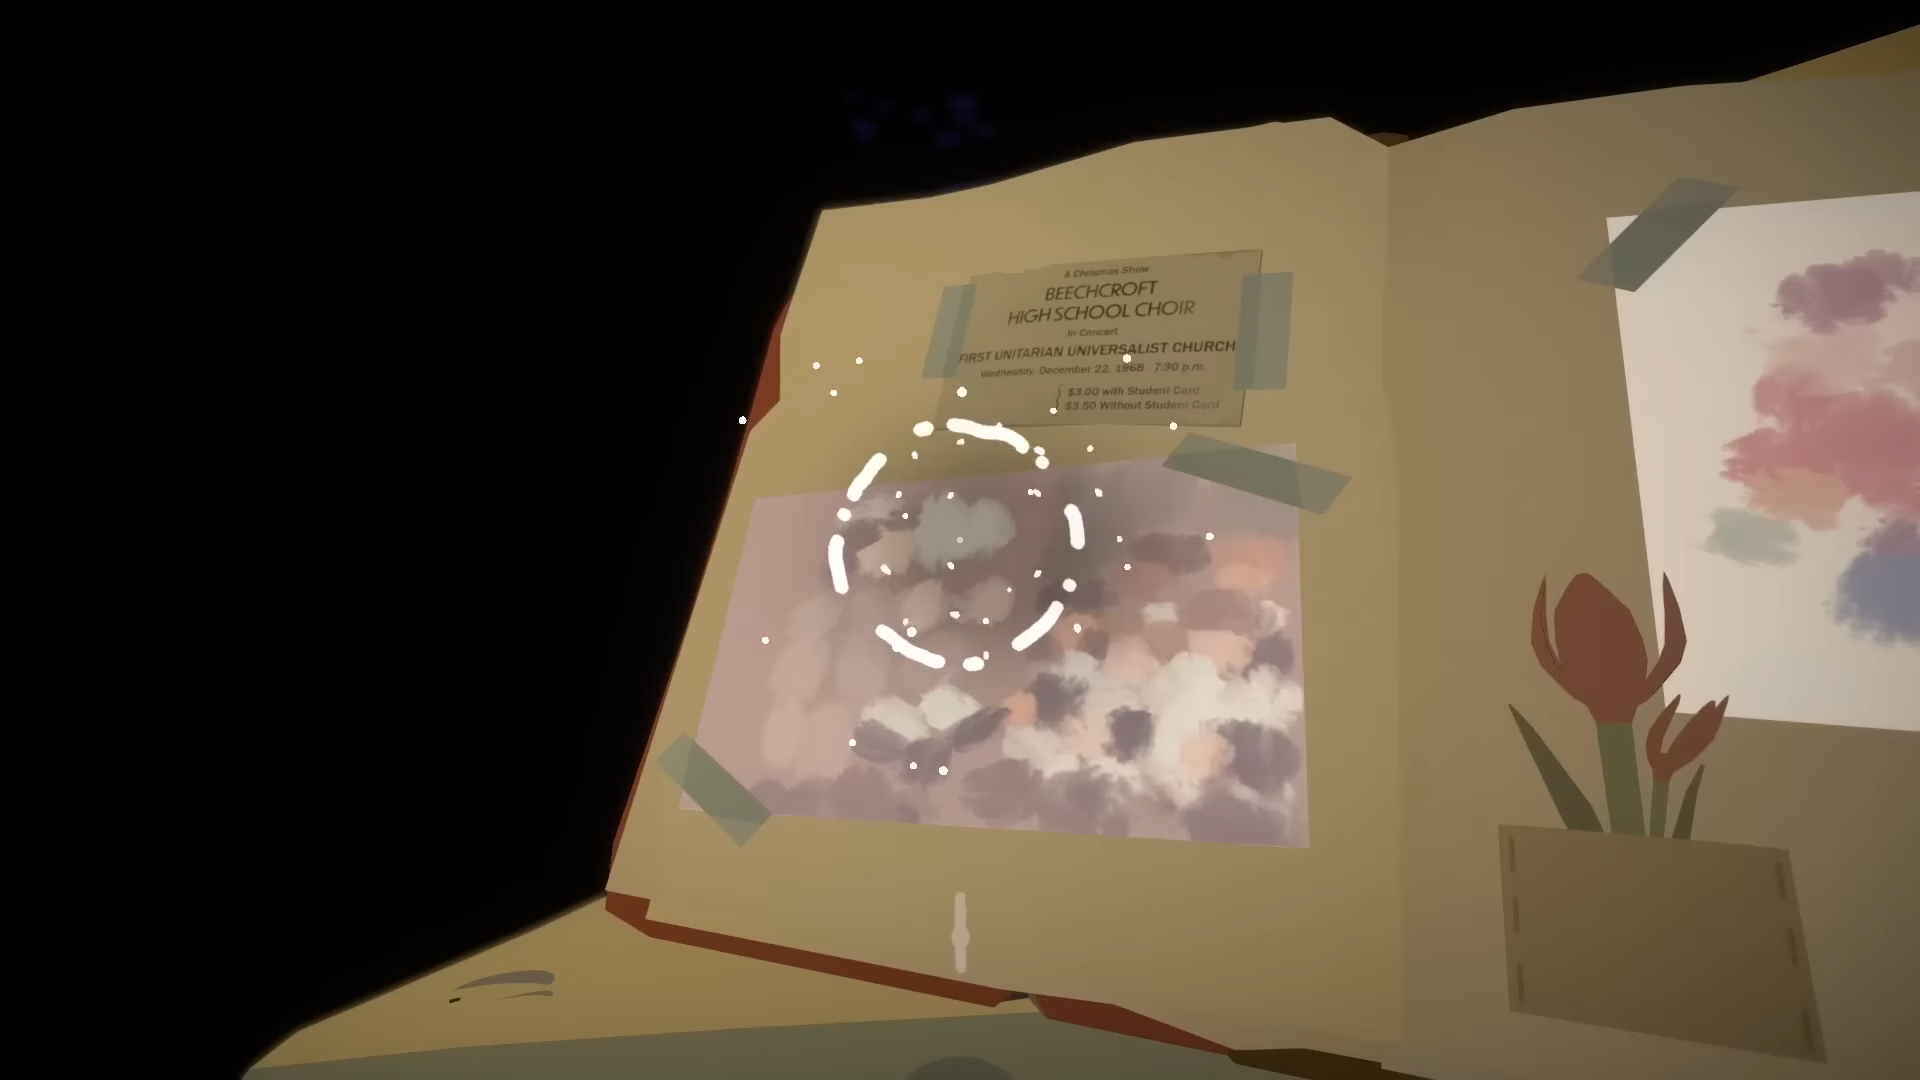 A Chrismas Show
BEECHCROFT
HIGH SCHOOL CHOIR
In Concert
FIRST UNITARIAN UNIVERSALIST CHURCH
Wednesday, December 22, 1968 - 7:30 p.m.
$3.00 with Student Card
$3.50 Without Student Card